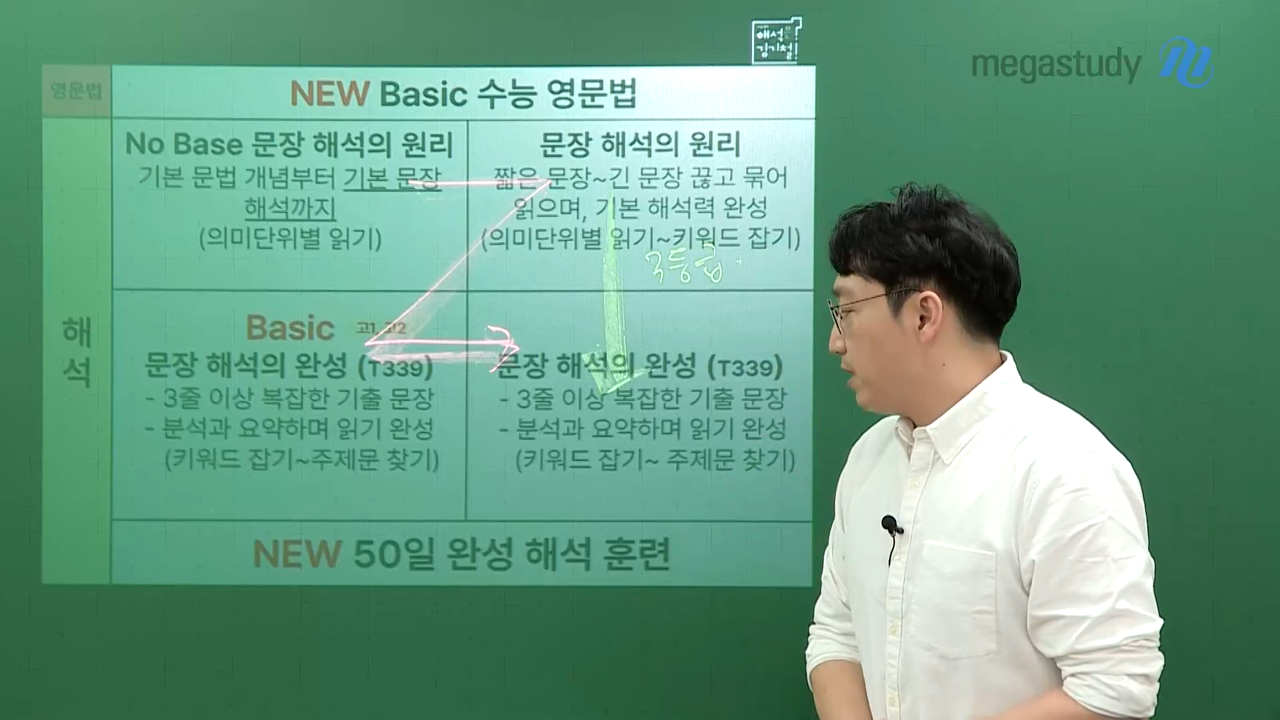 해석은
김기철
megastudy
영문법
NEW Basic 수능 영문법
해
석
No Base 문장 해석의 원리
기본 문법 개념부터 기본 문장
해석까지
(의미단위별 읽기)
문장 해석의 원리
짧은 문장~긴 문장 끊고 묶어
읽으며, 기본 해석력 완성
(의미단위별 읽기~키워드 잡기)
3등급
Basic 고1, 고2
문장 해석의 완성 (T339)
- 3줄 이상 복잡한 기출 문장
- 분석과 요약하며 읽기 완성
(키워드 잡기~주제문 찾기)
문장 해석의 완성 (T339)
- 3줄 이상 복잡한 기출 문장
- 분석과 요약하며 읽기 완성
(키워드 잡기~ 주제문 찾기)
NEW 50일 완성 해석 훈련